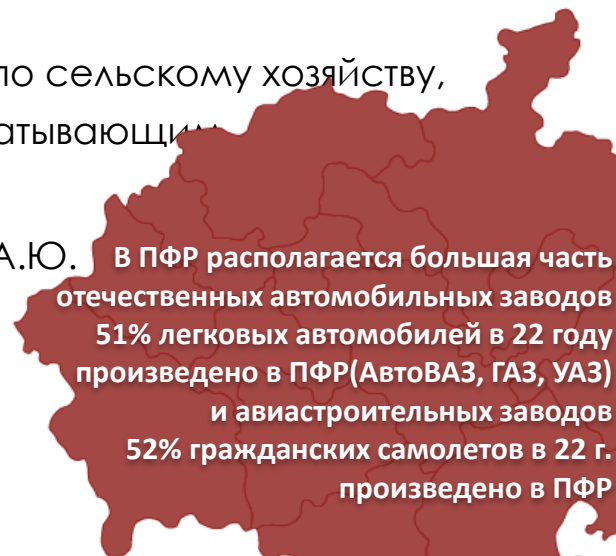 по сельскому хозяйству,
А.Ю.
В ПФР располагается большая часть
отечественных автомобильных заводов
51% легковых автомобилей в 22 году
произведено в ПФР(АвтоВАЗ, ГАЗ, УАЗ)
и авиастроительных заводов
52% гражданских самолетов в 22 г.
произведено в ПФР